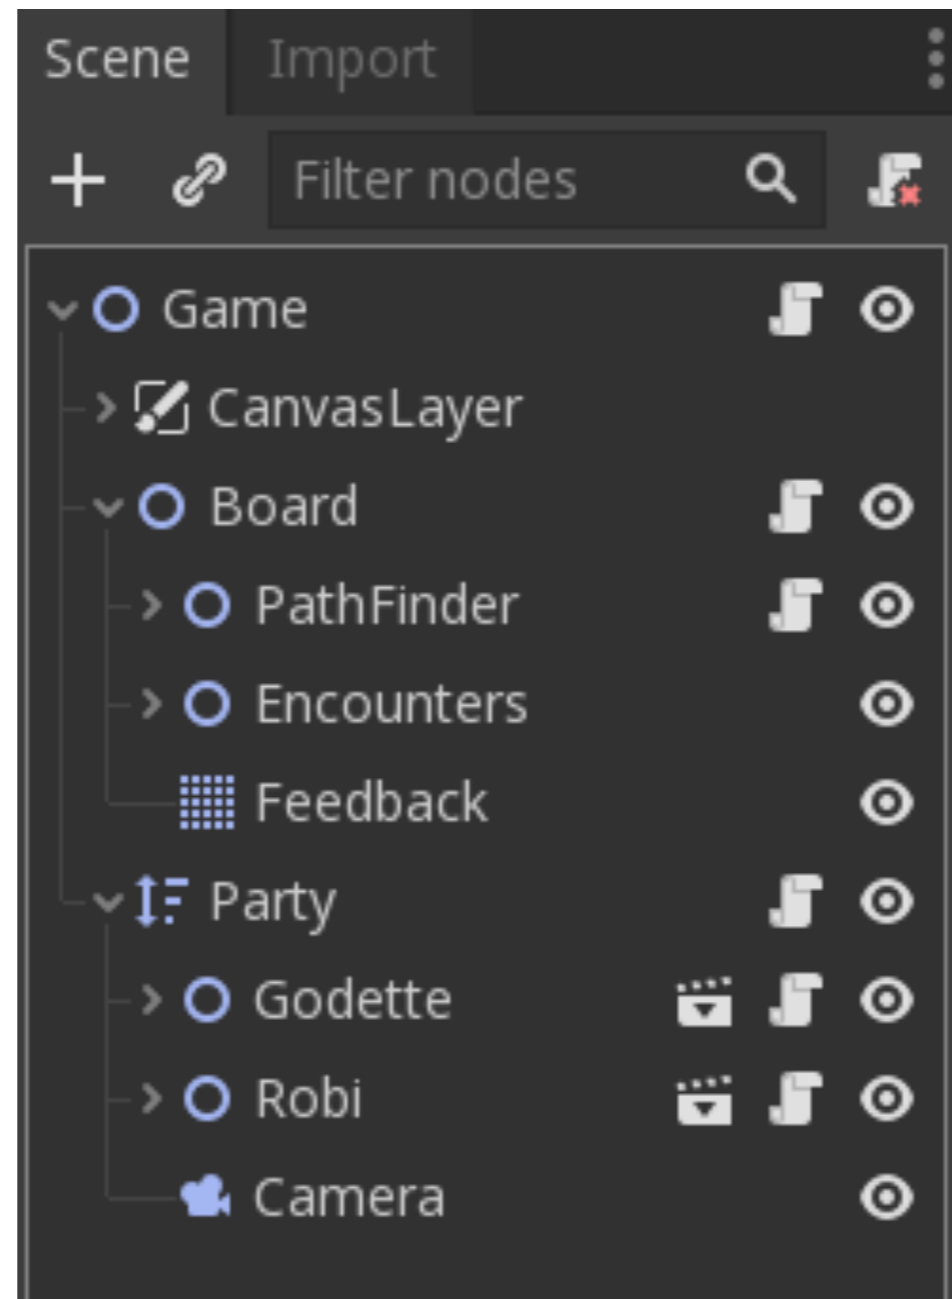 Scene Import
Filter nodes
Game
CanvasLayer
Board
PathFinder
Encounters
Feedback
Party
Godette
Robi
Camera